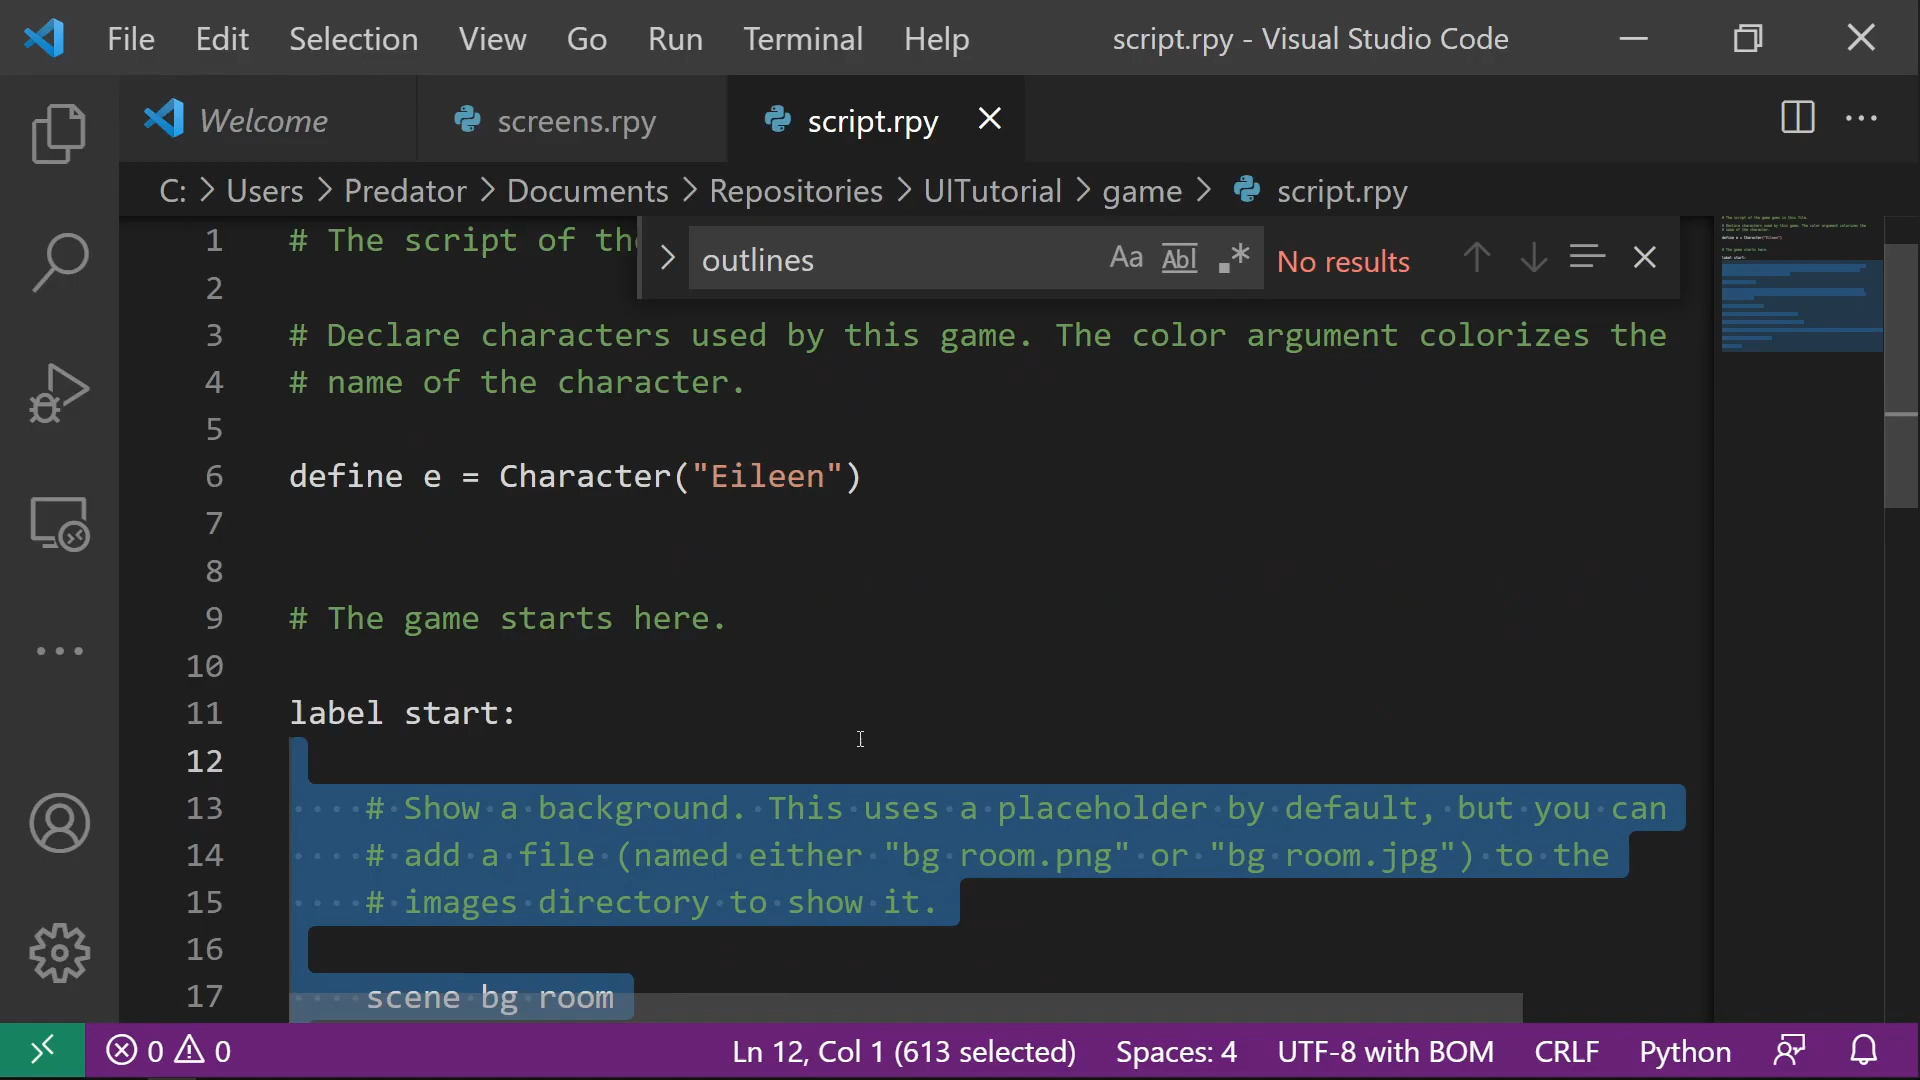 File Edit Selection View Go Run Terminal Help script.rpy - Visual Studio Code
Welcome screens.rpy script.rpy
C: > Users > Predator > Documents > Repositories > UITutorial > game > script.rpy
outlines Aa Abl .* No results
1 # The script of the
2
3 # Declare characters used by this game. The color argument colorizes the
4 # name of the character.
5
6 define e = Character("Eileen")
7
8
9 # The game starts here.
10
11 label start:
12
13 # Show a background. This uses a placeholder by default, but you can
14 # add a file (named either "bg room.png" or "bg room.jpg") to the
15 # images directory to show it.
16
17 scene bg room
0 0 Ln 12, Col 1 (613 selected) Spaces: 4 UTF-8 with BOM CRLF Python